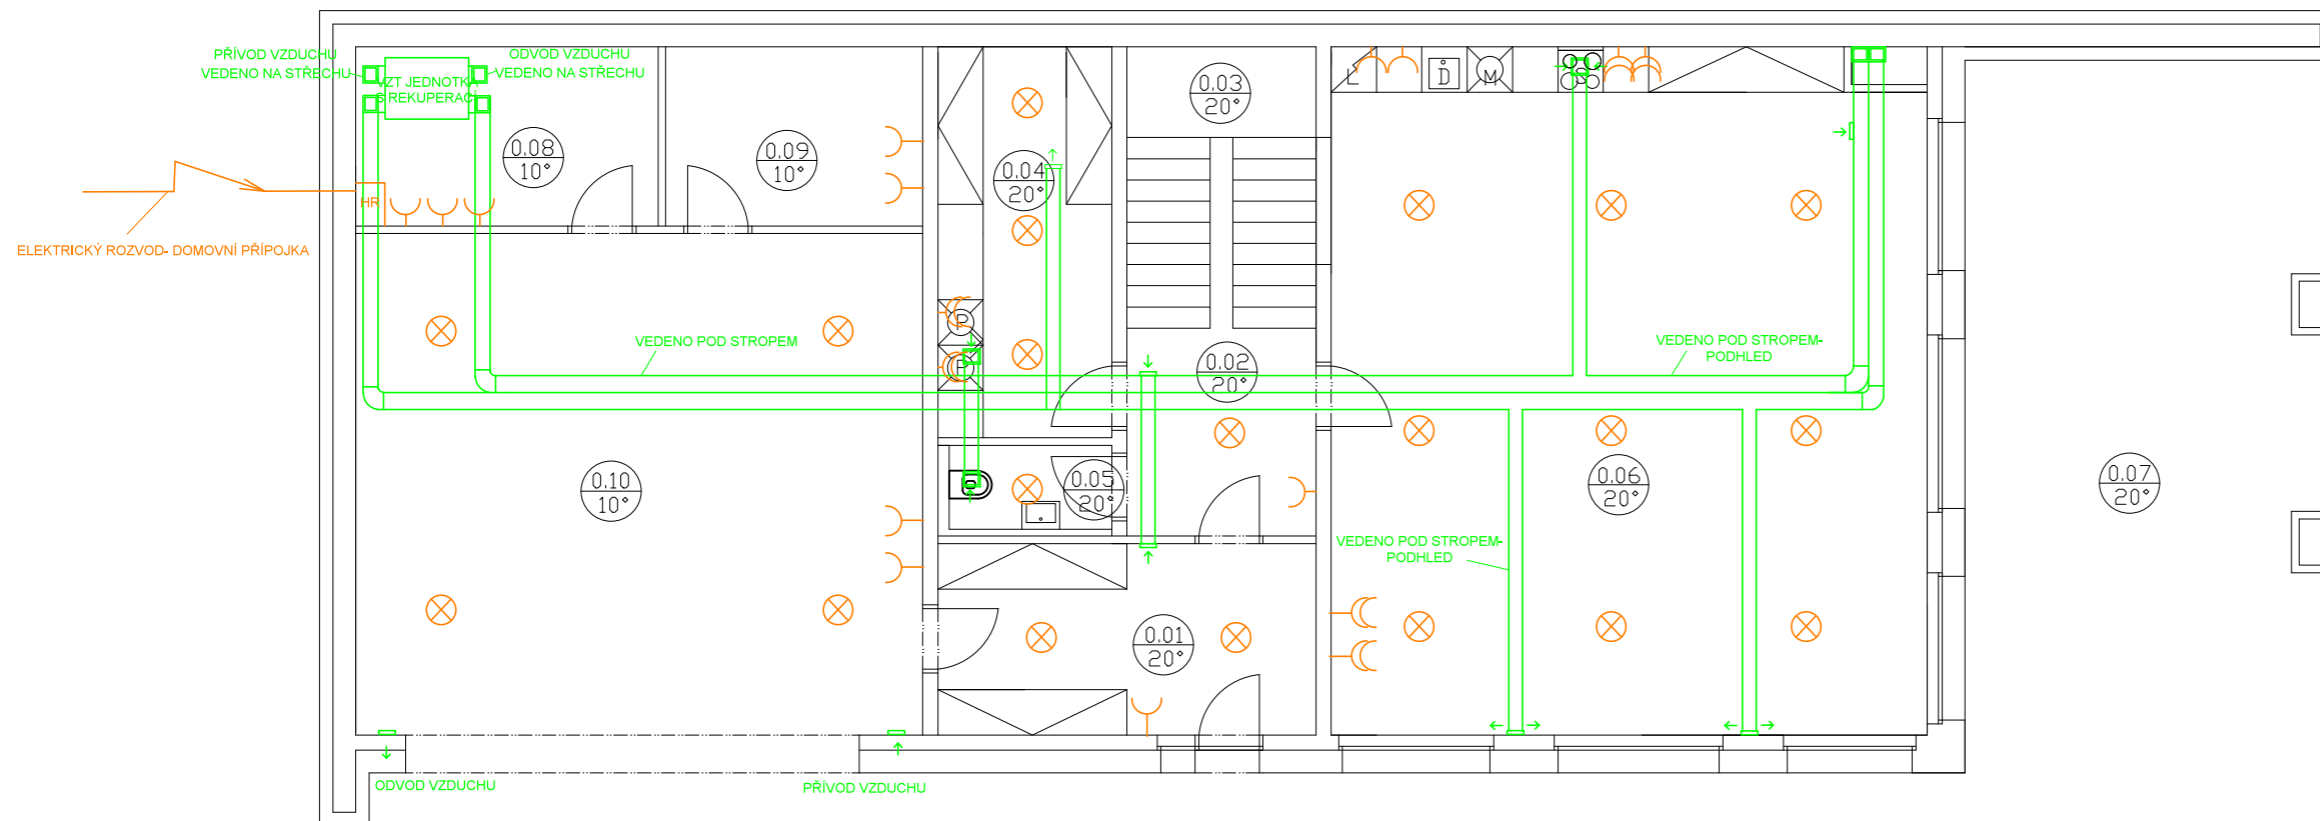 PŘÍVOD VZDUCHU
VEDENO NA STŘECHU
ODVOD VZDUCHU
VEDENO NA STŘECHU
VZT JEDNOTKA
S REKUPERACÍ
0.08
10°
0.09
10°
0.04
20°
0.03
20°
L
D
M
S
HR
ELEKTRICKÝ ROZVOD- DOMOVNÍ PŘÍPOJKA
P
P
VEDENO POD STROPEM
0.02
20°
VEDENO POD STROPEM-
PODHLED
0.10
10°
0.05
20°
0.06
20°
0.07
20°
VEDENO POD STROPEM-
PODHLED
0.01
20°
ODVOD VZDUCHU
PŘÍVOD VZDUCHU